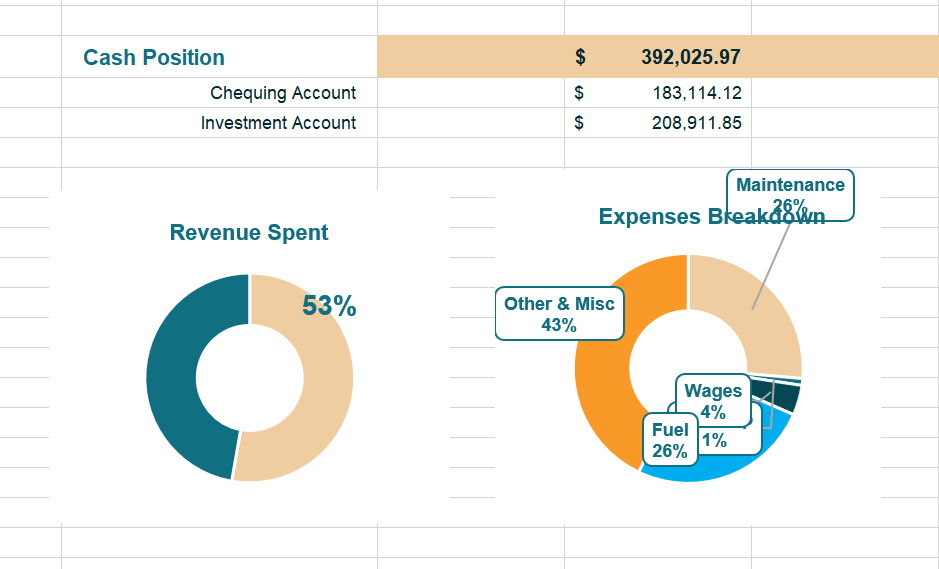 Cash Position $ 392,025.97
Chequing Account $ 183,114.12
Investment Account $ 208,911.85
Revenue Spent
53%
Maintenance
26%
Expenses Breakdown
Other & Misc
43%
Wages
4%
Fuel
26%
1%